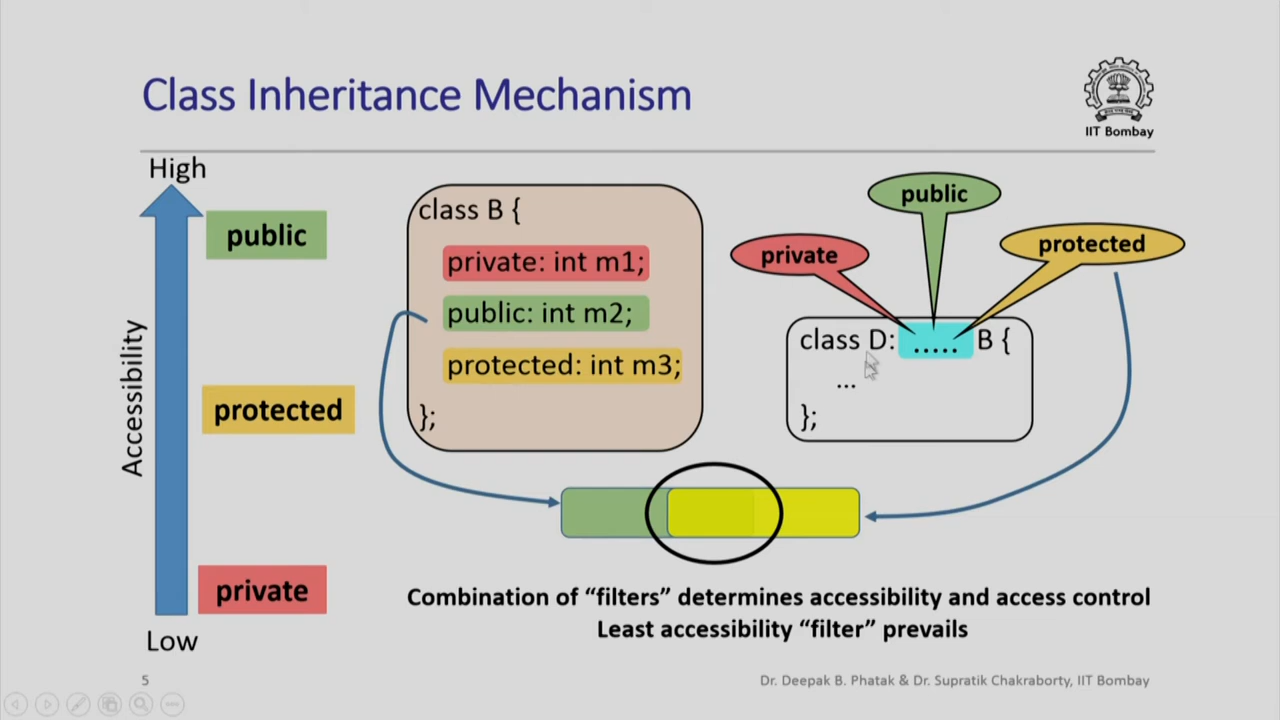 Class Inheritance Mechanism
IIT Bombay
High
public
protected
private
Accessibility
Low
class B {
private: int m1;
public: int m2;
protected: int m3;
};
private
public
protected
class D: ..... B {
...
};
Combination of “filters” determines accessibility and access control
Least accessibility “filter” prevails
5
Dr. Deepak B. Phatak & Dr. Supratik Chakraborty, IIT Bombay